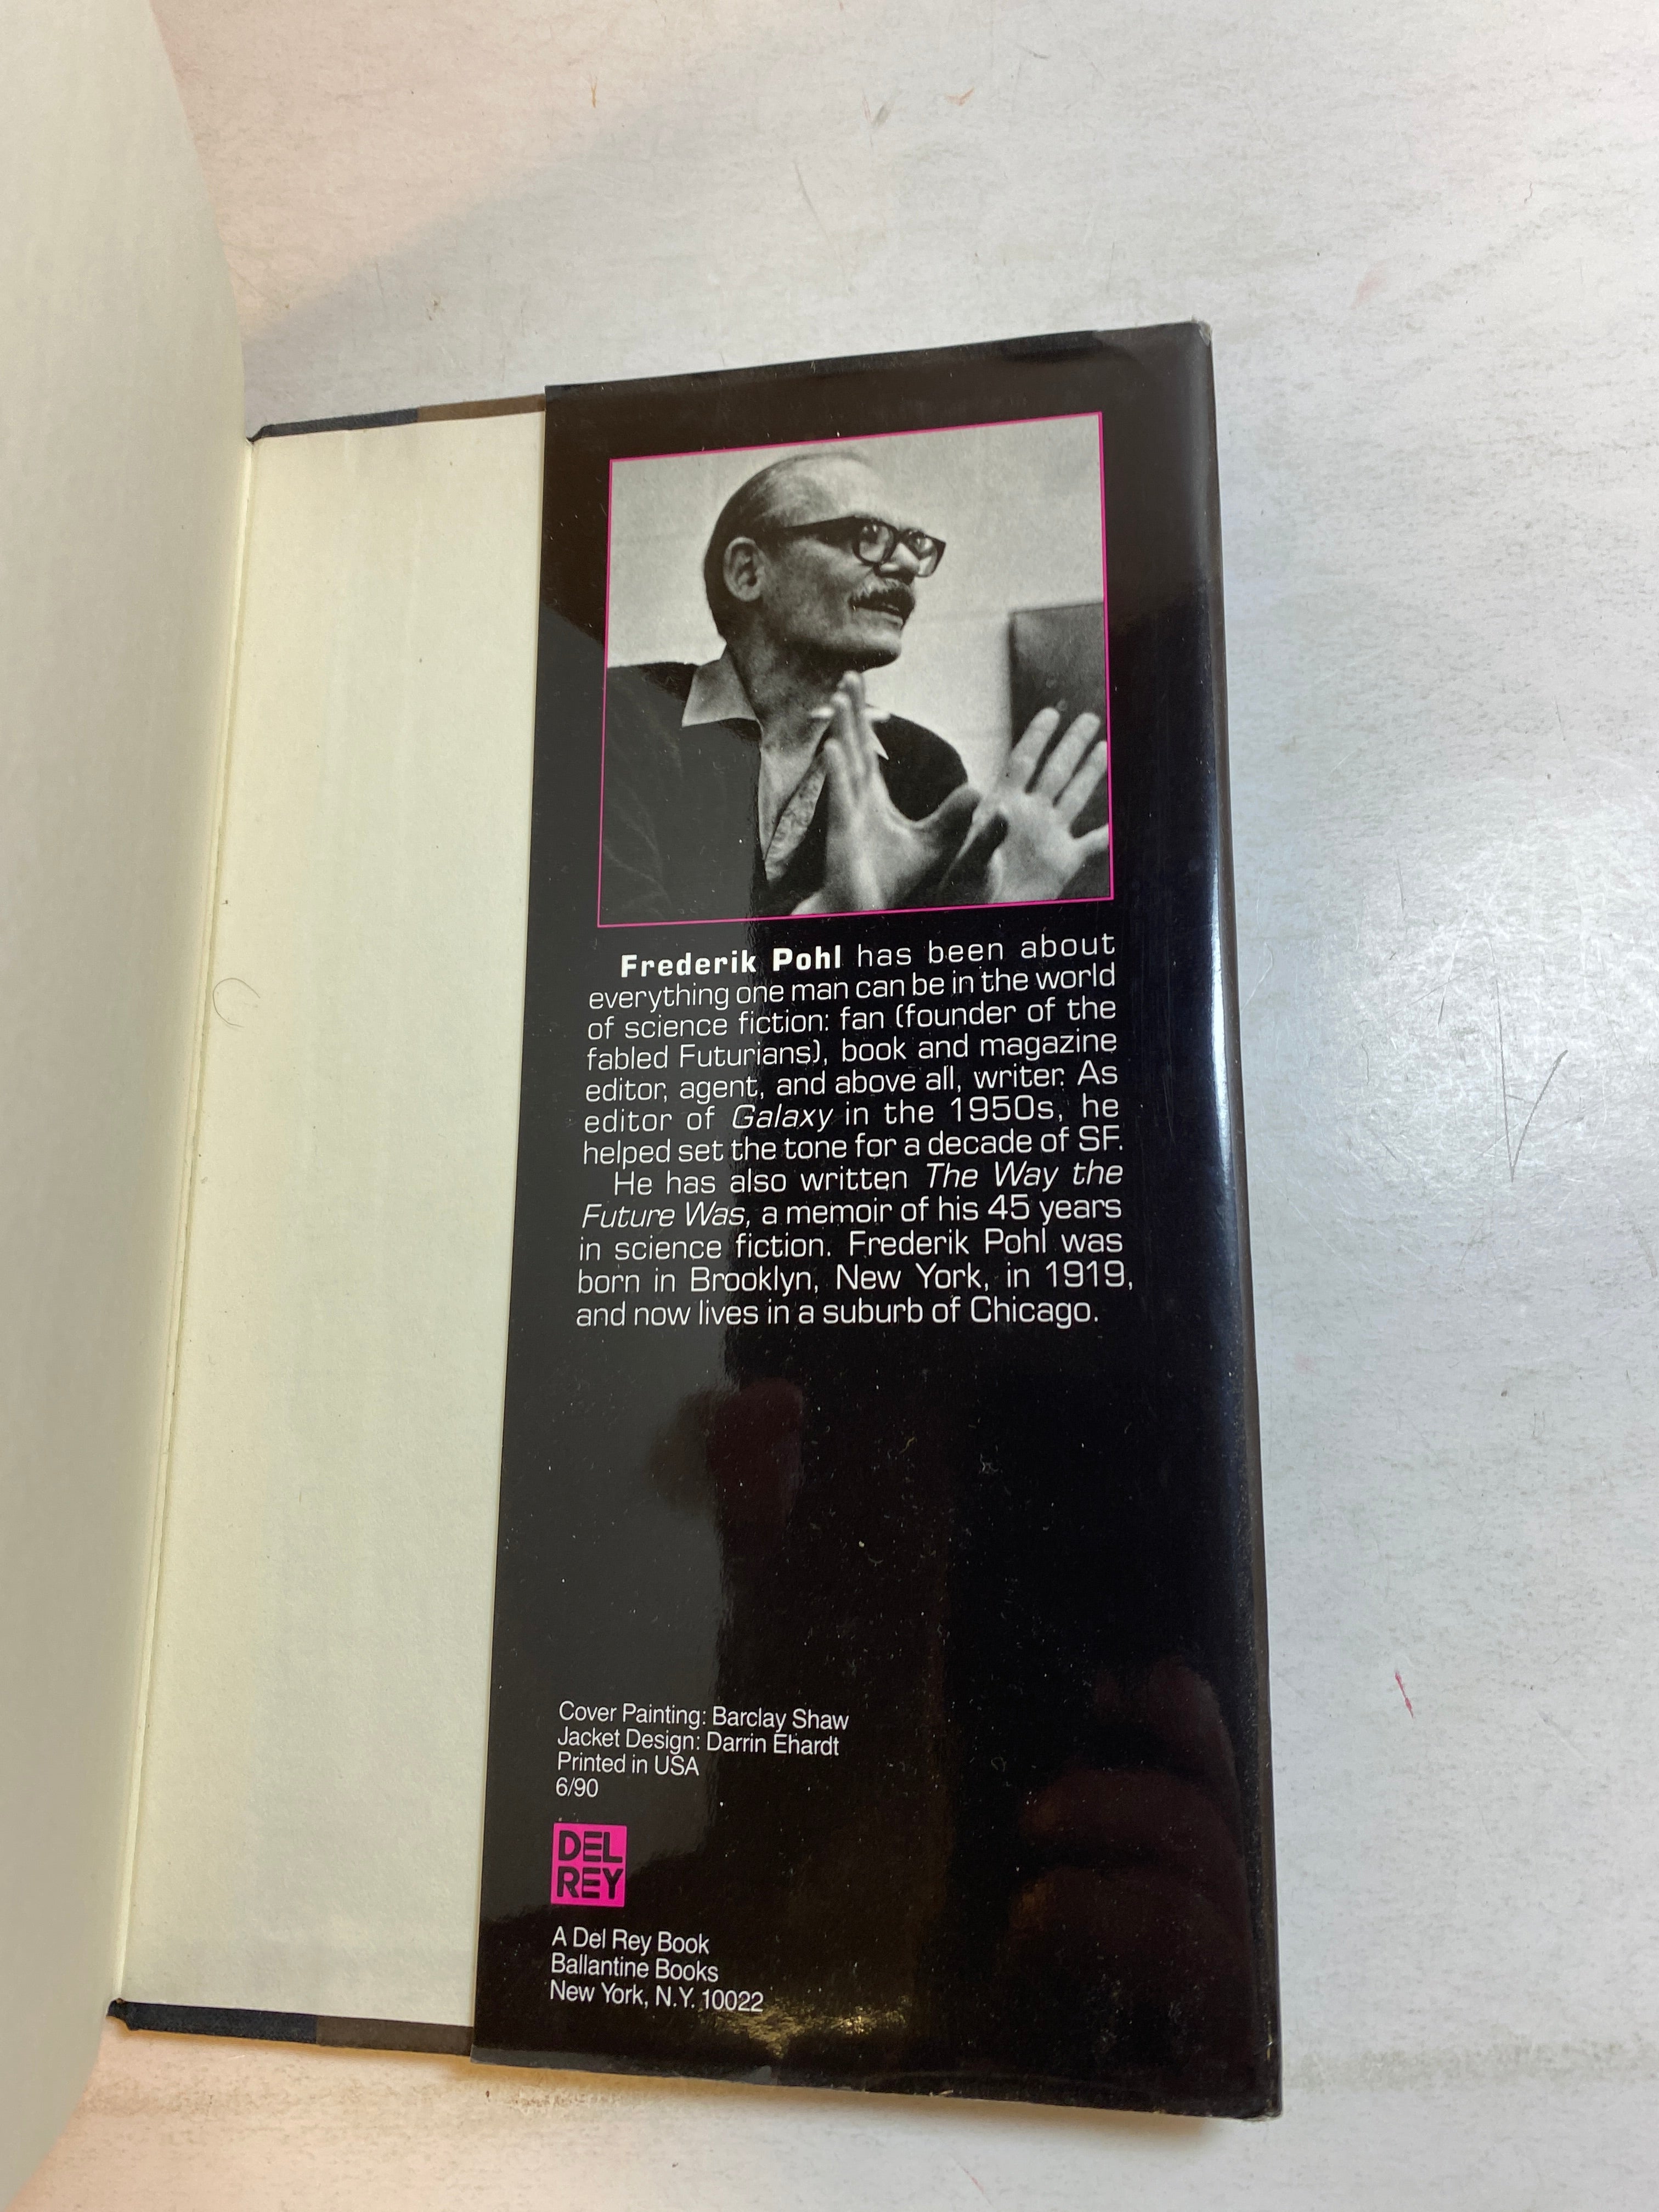 Frederik Pohl has been about
everything one man can be in the world
of science fiction: fan (founder of the
fabled Futurians), book and magazine
editor, agent, and above all, writer. As
editor of Galaxy in the 1950s, he
helped set the tone for a decade of SF.
He has also written The Way the
Future Was, a memoir of his 45 years
in science fiction. Frederik Pohl was
born in Brooklyn, New York, in 1919,
and now lives in a suburb of Chicago.
Cover Painting: Barclay Shaw
Jacket Design: Darrin Ehardt
Printed in USA
6/90
DEL
REY
A Del Rey Book
Ballantine Books
New York, N.Y. 10022